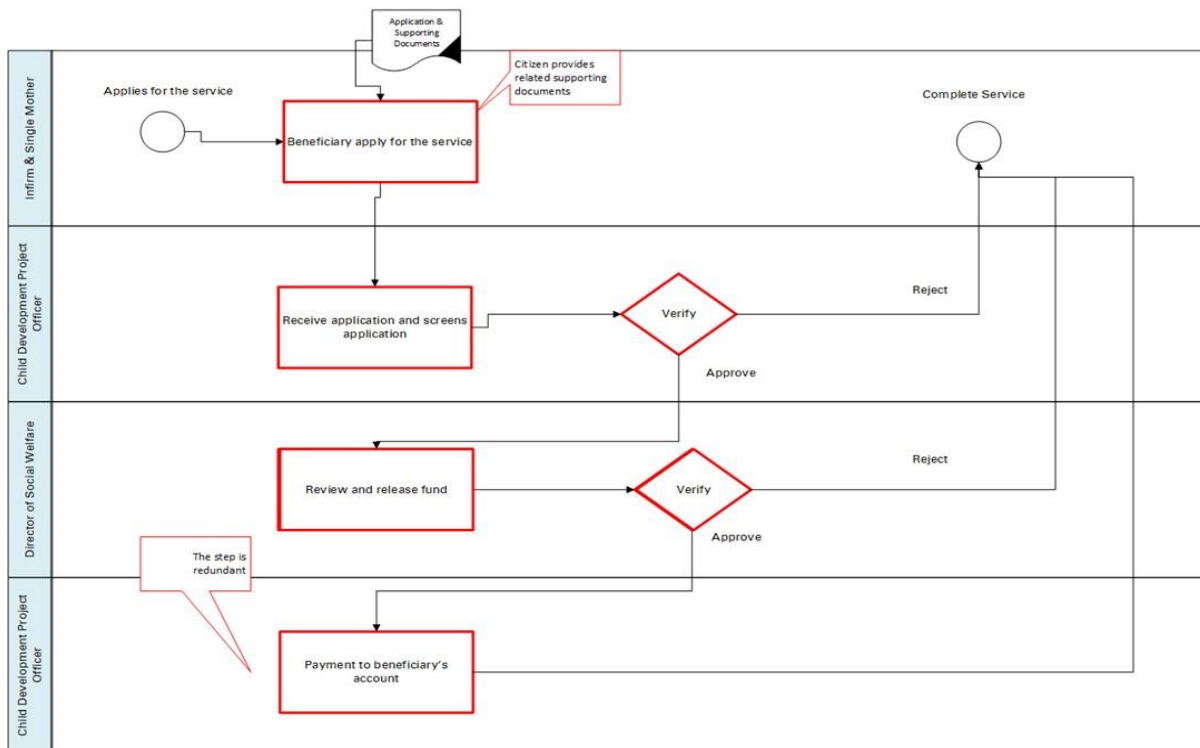 Application &
Supporting
Documents
Citizen provides
related supporting
documents
Infirm & Single Mother
Applies for the service
Beneficiary apply for the service
Complete Service
Child Development Project
Officer
Receive application and screens
application
Verify
Reject
Approve
Director of Social Welfare
Review and release fund
Verify
Reject
Approve
The step is
redundant
Child Development Project
Officer
Payment to beneficiary's
account